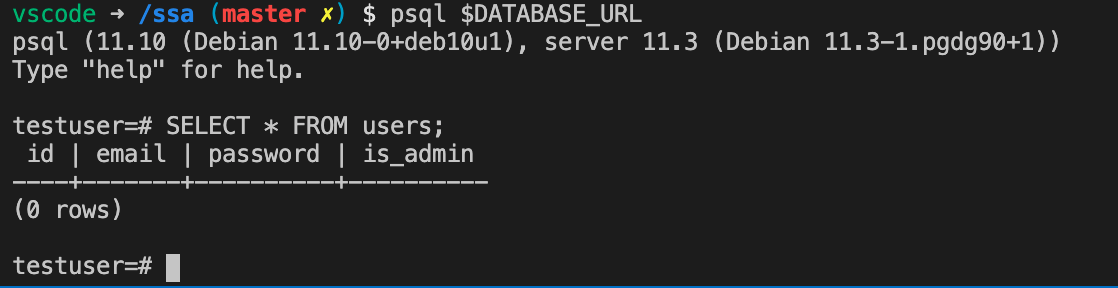 vscode → /ssa (master ✗) $ psql $DATABASE_URL
psql (11.10 (Debian 11.10-0+deb10u1), server 11.3 (Debian 11.3-1.pgdg90+1))
Type "help" for help.
testuser=# SELECT * FROM users;
 id | email | password | is_admin
----+-------+----------+----------
(0 rows)
testuser=#